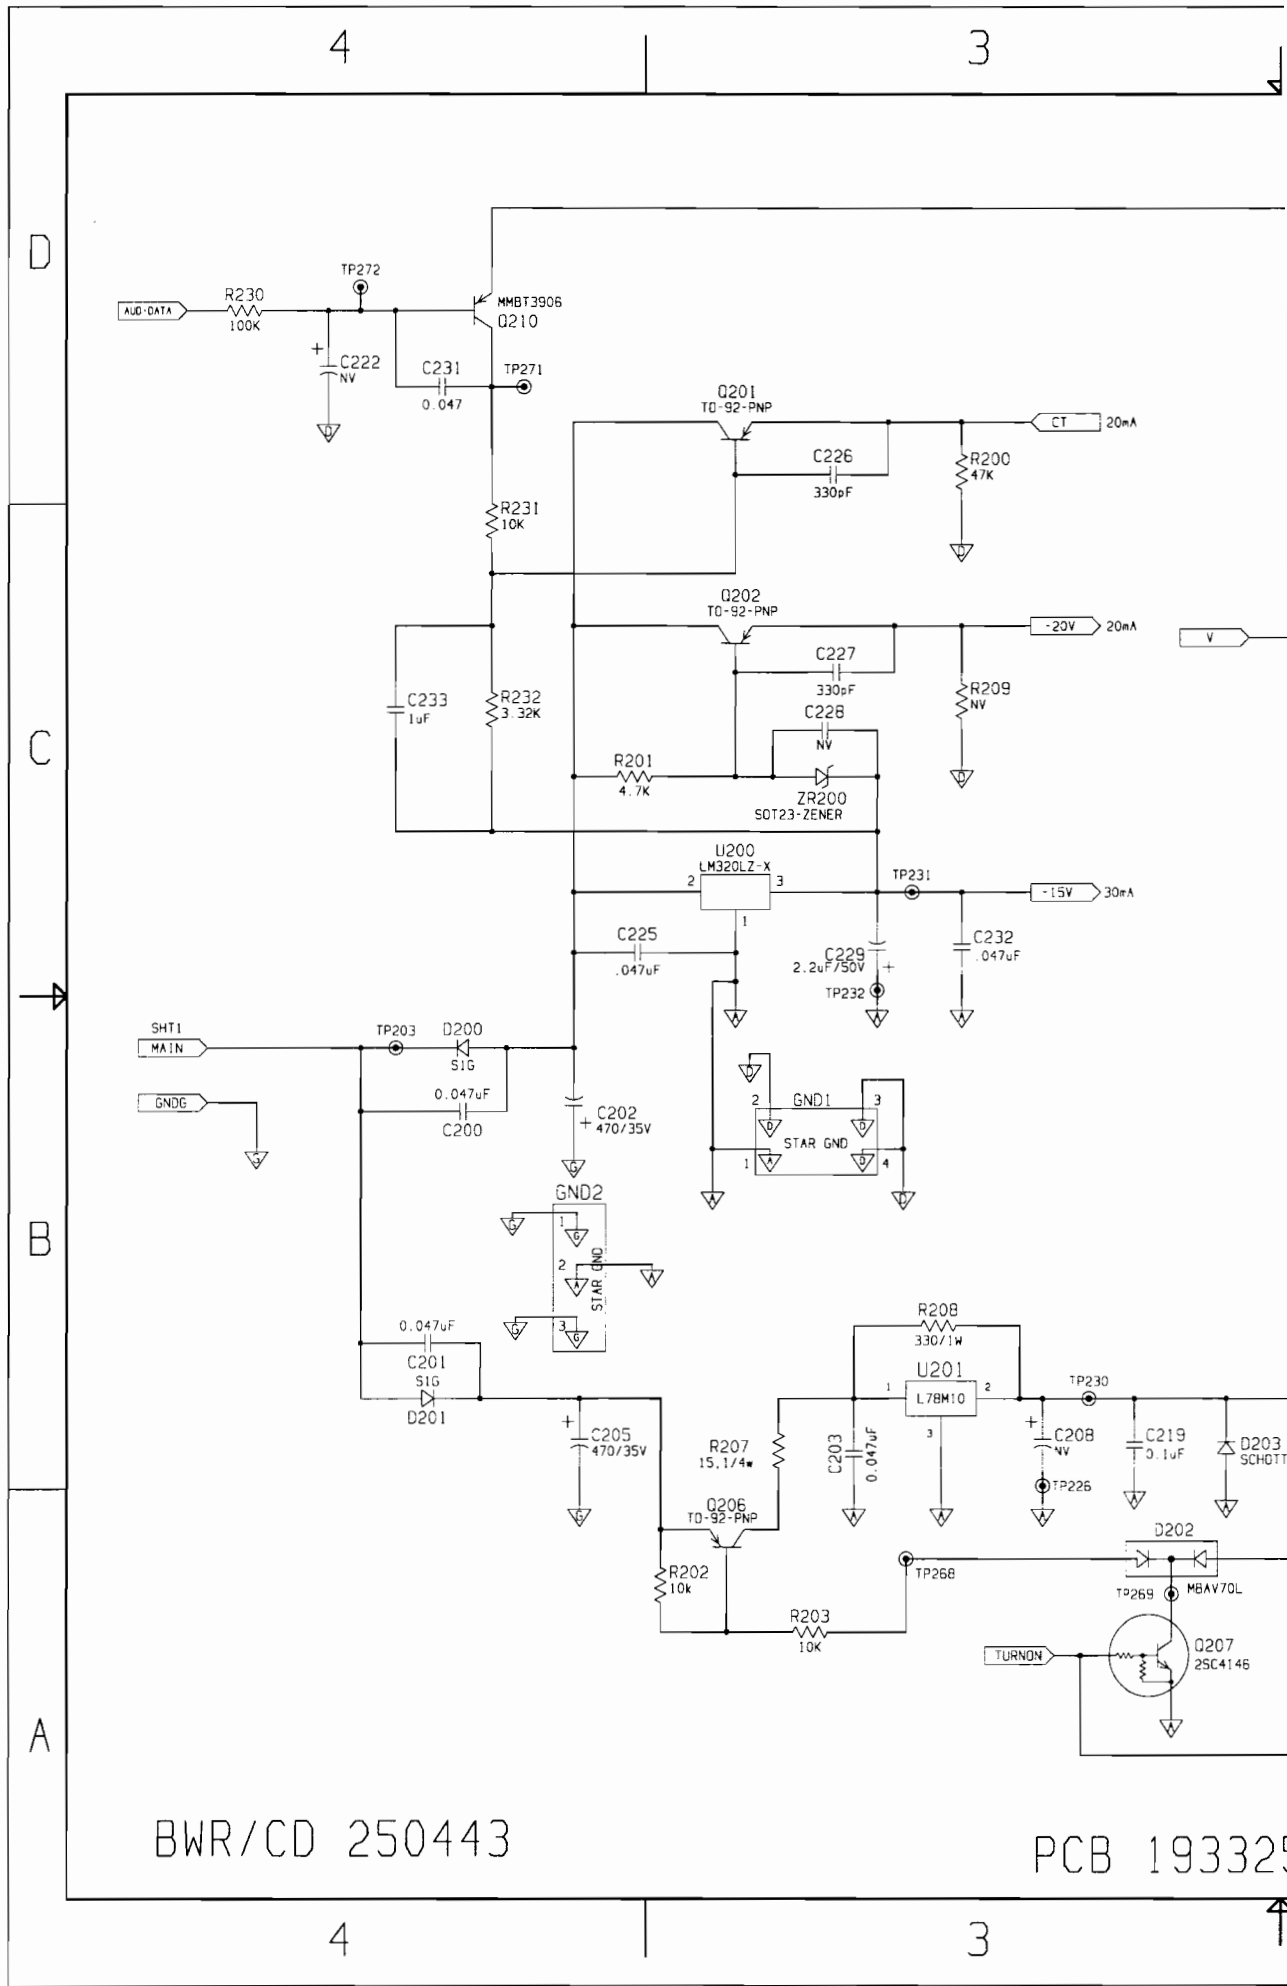 4 3
D
TP272
AUD-DATA
R230
100K
MMBT3906
Q210
+
C222
NV
D
C231
0.047
TP271
Q201
TO-92-PNP
CT 20mA
C226
330pF
R200
47K
D
R231
10K
Q202
TO-92-PNP
-20V 20mA
V
C227
330pF
R209
NV
D
C
C233
1uF
R232
3.32K
C228
NV
R201
4.7K
ZR200
SOT23-ZENER
U200
LM320LZ-X
2 3
1
TP231
-15V 30mA
C225
.047uF
C229
2.2uF/50V
+
TP232
C232
.047uF
A A A
SHT1
MAIN
TP203
D200
S1G
GNDG
G
0.047uF
C200
C202
+ 470/35V
G
D
GND1
2 3
D D
STAR GND
1 4
A D
A D
B
GND2
G 1 G
2 A A
G 3 G
STAR GND
0.047uF
C201
S1G
D201
R208
330/1W
U201
1 L78M10 2
3
TP230
+
C205
470/35V
G
R207
15,1/4w
C203
0.047uF
A
A
+
C208
NV
TP226
A
C219
0.1uF
A
D203
SCHOTT
A
Q206
TO-92-PNP
D202
MBAV70L
TP268
TP269
R202
10k
R203
10K
TURNON
Q207
2SC4146
A
A
BWR/CD 250443
PCB 193325
4 3